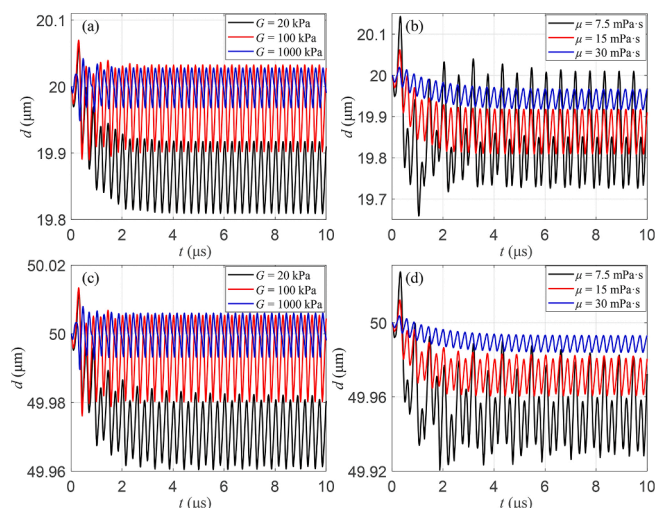 20.1
20
19.9
19.8
d (μm)
(a)
G = 20 kPa
G = 100 kPa
G = 1000 kPa
0 2 4 6 8 10
t (μs)
20.1
20
19.9
19.8
19.7
d (μm)
(b)
μ = 7.5 mPa·s
μ = 15 mPa·s
μ = 30 mPa·s
0 2 4 6 8 10
t (μs)
50.02
50
49.98
49.96
d (μm)
(c)
G = 20 kPa
G = 100 kPa
G = 1000 kPa
0 2 4 6 8 10
t (μs)
50
49.96
49.92
d (μm)
(d)
μ = 7.5 mPa·s
μ = 15 mPa·s
μ = 30 mPa·s
0 2 4 6 8 10
t (μs)